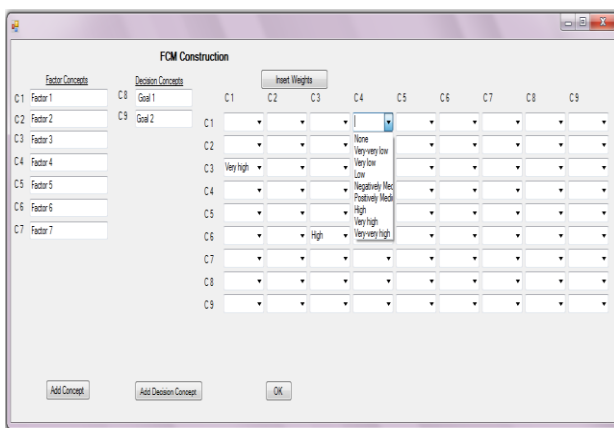 FCM Construction
Factor Concepts Decision Concepts Insert Weights
C1 Factor 1 C8 Goal 1 C1 C2 C3 C4 C5 C6 C7 C8 C9
C2 Factor 2 C9 Goal 2 C1
C3 Factor 3 C2
C4 Factor 4 C3 Very high
C5 Factor 5 C4
C6 Factor 6 C5
C7 Factor 7 C6 High
C7
C8
C9
None
Very-very low
Very low
Low
Negatively Med
Positively Medi
High
Very high
Very-very high
Add Concept Add Decision Concept OK